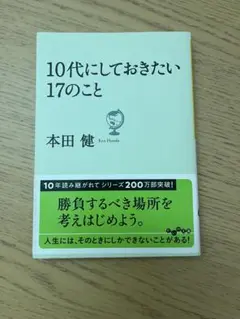 10代にしておきたい
17のこと
本田 健
Ken Honda
10年読み継がれてシリーズ200万部突破!
勝負するべき場所を
考えはじめよう。
人生には、そのときにしかできないことがある!